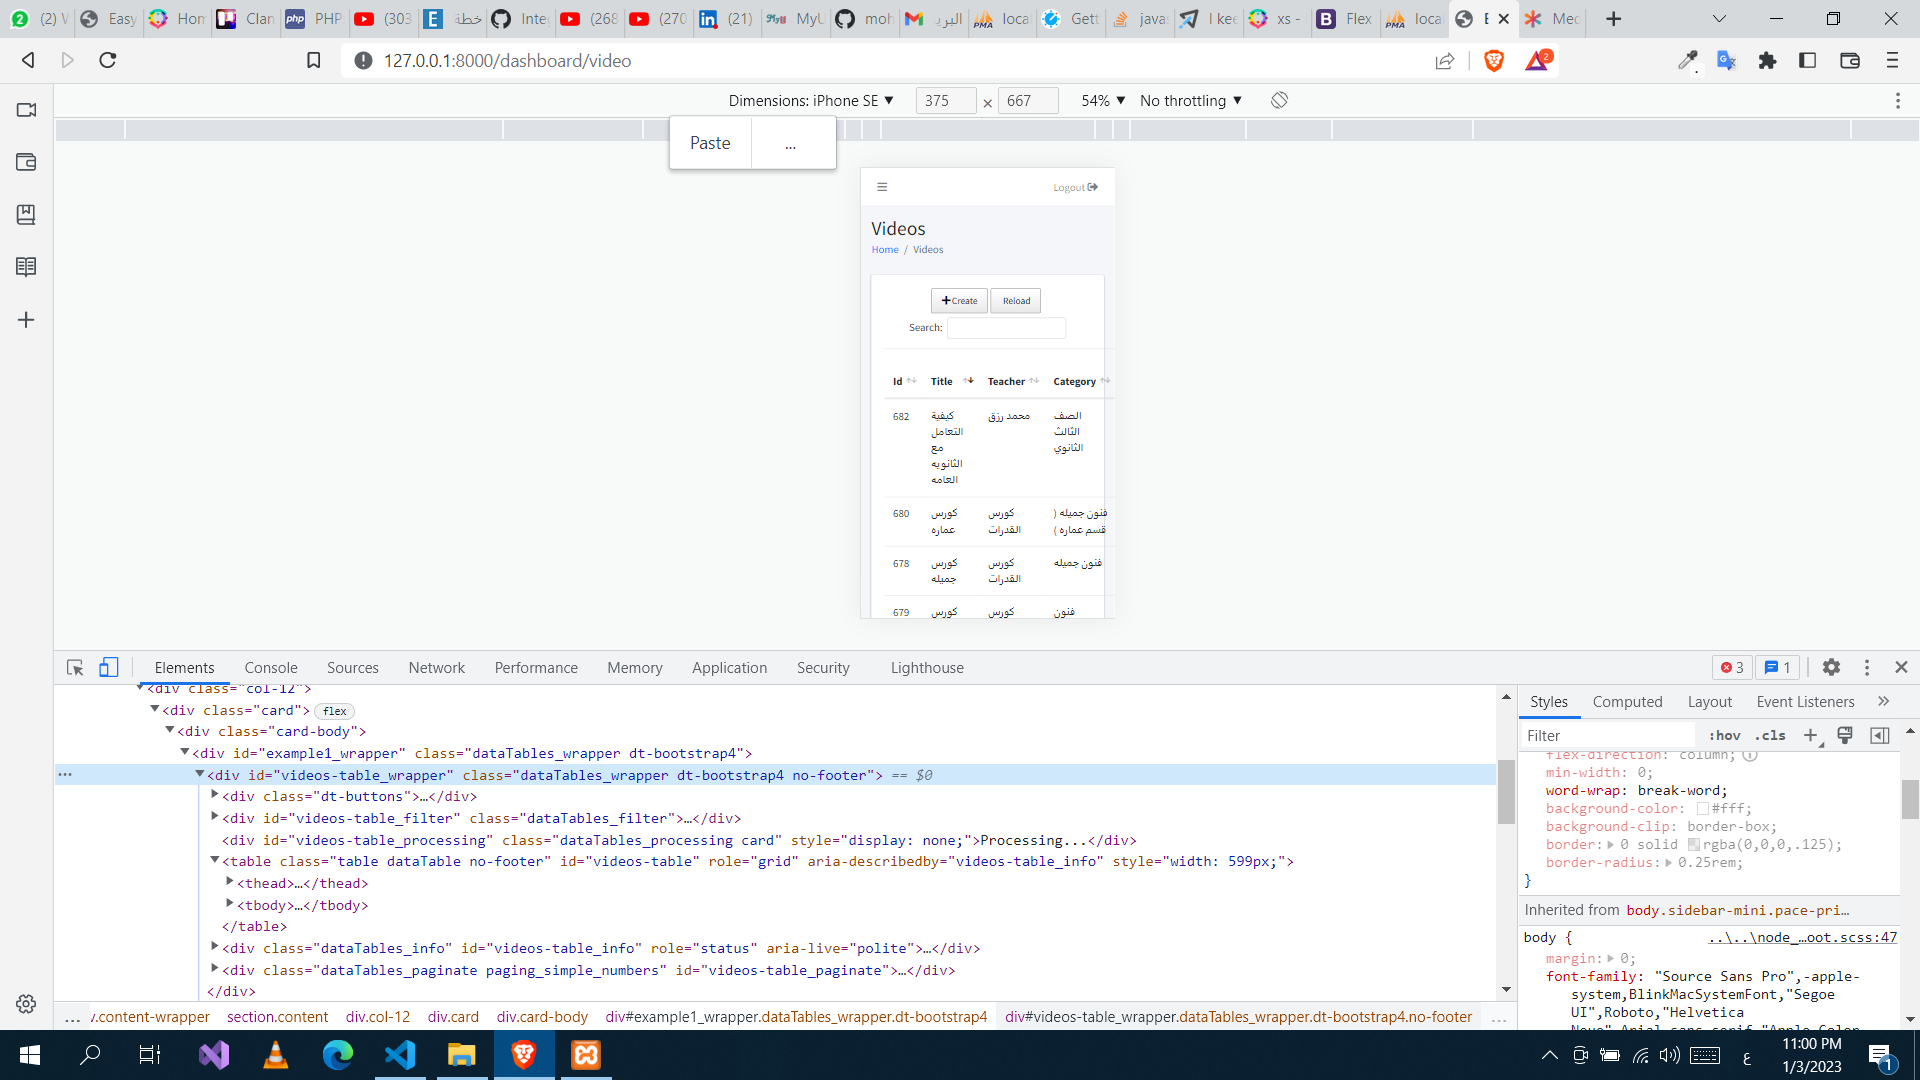 (2) W
Easy
Hom
Clan
PHP
(303
خطة
Inte
(268
(270
(21)
MyU
moh
البريد
loca
Gett
javas
I kee
xs -
Flex
loca
E
Med
127.0.0.1:8000/dashboard/video
2
Dimensions: iPhone SE
375
×
667
54%
No throttling
Paste
...
Logout
Videos
Home / Videos
Create
Reload
Search:
Id Title Teacher Category
682
كيفية
التعامل
مع
الثانويه
العامه
محمد رزق
الصف
الثالث
الثانوي
680
كورس
عماره
كورس
القدرات
فنون جميله (
قسم عماره )
678
كورس
جميله
كورس
القدرات
فنون جميله
679
كورس
كورس
فنون
Elements Console Sources Network Performance Memory Application Security Lighthouse
3
1
<div class="col-12">
<div class="card"> flex
<div class="card-body">
<div id="example1_wrapper" class="dataTables_wrapper dt-bootstrap4">
... <div id="videos-table_wrapper" class="dataTables_wrapper dt-bootstrap4 no-footer"> == $0
<div class="dt-buttons">…</div>
<div id="videos-table_filter" class="dataTables_filter">…</div>
<div id="videos-table_processing" class="dataTables_processing card" style="display: none;">Processing...</div>
<table class="table dataTable no-footer" id="videos-table" role="grid" aria-describedby="videos-table_info" style="width: 599px;">
<thead>…</thead>
<tbody>…</tbody>
</table>
<div class="dataTables_info" id="videos-table_info" role="status" aria-live="polite">…</div>
<div class="dataTables_paginate paging_simple_numbers" id="videos-table_paginate">…</div>
</div>
... v.content-wrapper section.content div.col-12 div.card div.card-body div#example1_wrapper.dataTables_wrapper.dt-bootstrap4 div#videos-table_wrapper.dataTables_wrapper.dt-bootstrap4.no-footer ...
Styles Computed Layout Event Listeners
Filter
:hov .cls
flex-direction: column;
min-width: 0;
word-wrap: break-word;
background-color: #fff;
background-clip: border-box;
border: 0 solid rgba(0,0,0,.125);
border-radius: 0.25rem;
}
Inherited from body.sidebar-mini.pace-pri…
body {
..\..\node_…oot.scss:47
margin: 0;
font-family: "Source Sans Pro",-apple-
system,BlinkMacSystemFont,"Segoe
UI",Roboto,"Helvetica
Neue",Arial,sans-serif,"Apple Color
ع
11:00 PM
1/3/2023
1